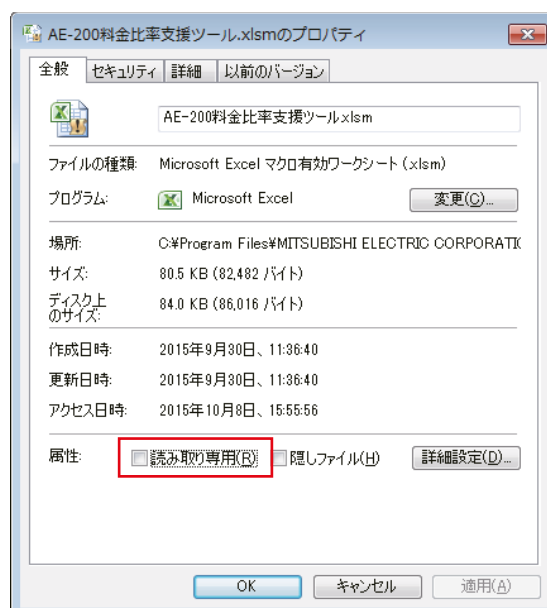 AE-200料金比率支援ツール.xlsmのプロパティ
全般 セキュリティ 詳細 以前のバージョン
AE-200料金比率支援ツール.xlsm
ファイルの種類: Microsoft Excel マクロ有効ワークシート (.xlsm)
プログラム: Microsoft Excel 変更(C)...
場所: C:¥Program Files¥MITSUBISHI ELECTRIC CORPORATIO
サイズ: 80.5 KB (82,482 バイト)
ディスク上
のサイズ: 84.0 KB (86,016 バイト)
作成日時: 2015年9月30日、11:36:40
更新日時: 2015年9月30日、11:36:40
アクセス日時: 2015年10月8日、15:55:56
属性: 読み取り専用(R) 隠しファイル(H) 詳細設定(D)...
OK キャンセル 適用(A)